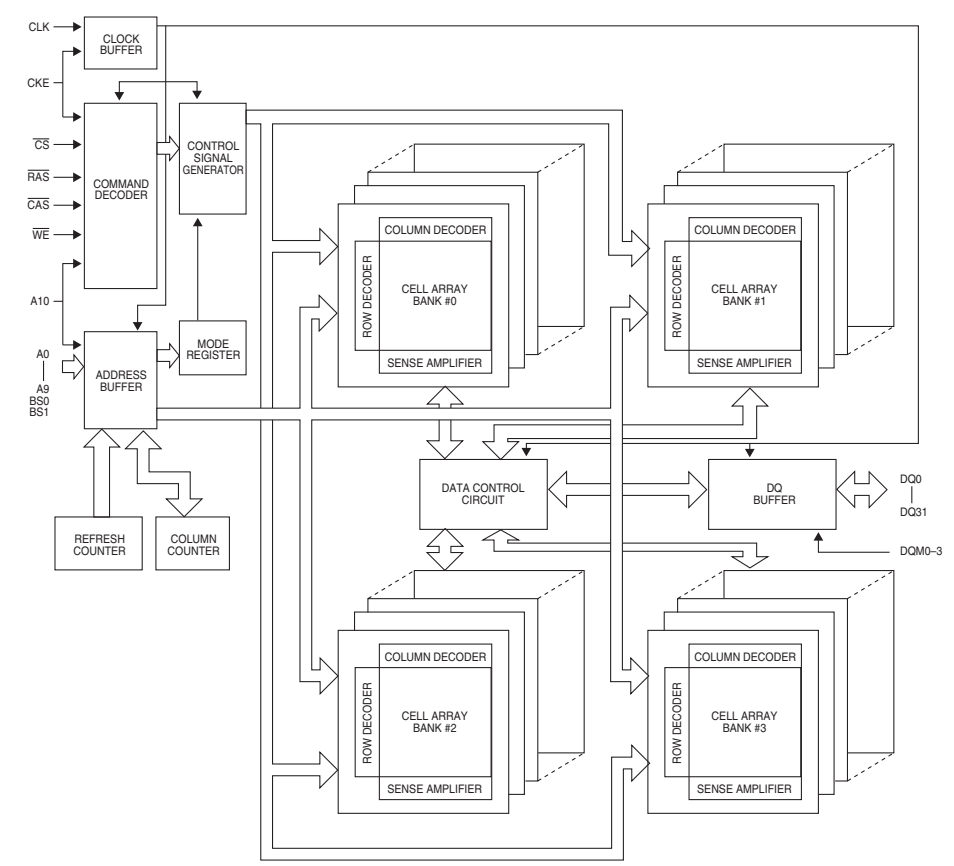 CLK
CLOCK
BUFFER
CKE
CS
RAS
CAS
WE
COMMAND
DECODER
CONTROL
SIGNAL
GENERATOR
A10
A0
A9
BS0
BS1
ADDRESS
BUFFER
MODE
REGISTER
REFRESH
COUNTER
COLUMN
COUNTER
COLUMN DECODER
ROW DECODER
CELL ARRAY
BANK #0
SENSE AMPLIFIER
COLUMN DECODER
ROW DECODER
CELL ARRAY
BANK #1
SENSE AMPLIFIER
DATA CONTROL
CIRCUIT
DQ
BUFFER
DQ0
DQ31
DQM0–3
COLUMN DECODER
ROW DECODER
CELL ARRAY
BANK #2
SENSE AMPLIFIER
COLUMN DECODER
ROW DECODER
CELL ARRAY
BANK #3
SENSE AMPLIFIER